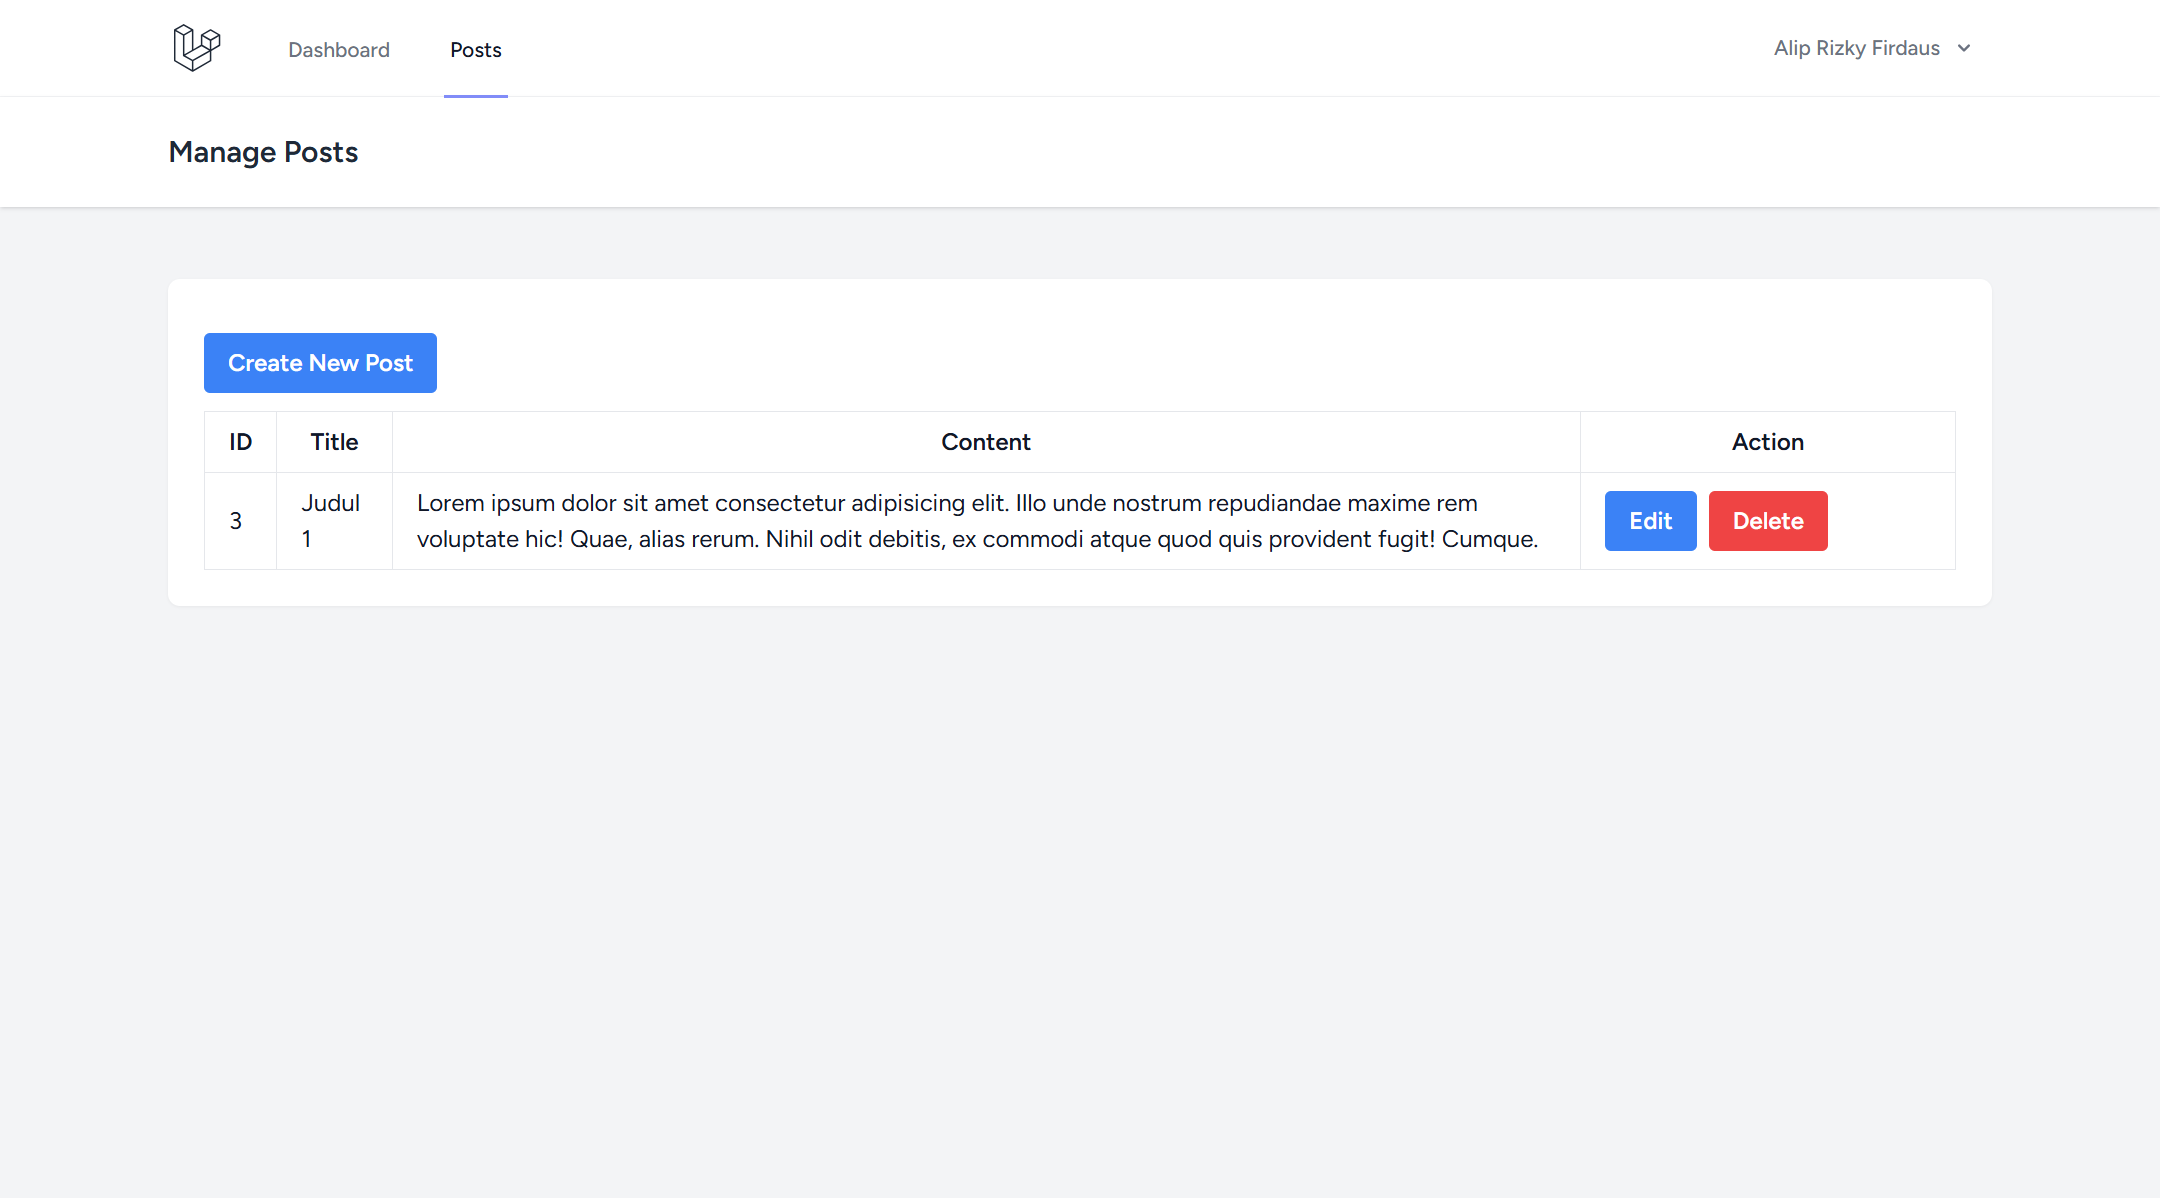 Dashboard
Posts
Alip Rizky Firdaus
Manage Posts
Create New Post
ID
Title
Content
Action
3
Judul
1
Lorem ipsum dolor sit amet consectetur adipisicing elit. Illo unde nostrum repudiandae maxime rem
voluptate hic! Quae, alias rerum. Nihil odit debitis, ex commodi atque quod quis provident fugit! Cumque.
Edit
Delete